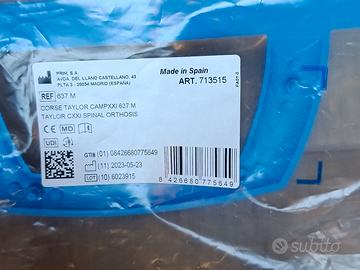 PRIM, S.A.
AVDA. DEL LLANO CASTELLANO, 43
PLTA 3 - 28034 MADRID (ESPAÑA)
Made in Spain
ART. 713515
REF 637 M
CORSE TAYLOR CAMPXXI 637 M
TAYLOR CXXI SPINAL ORTHOSIS
CE MD
UDI
GTIN (01) 08426680775649
(11) 2023-05-23
LOT (10) 6023915
8 426680 775649
L
Subito